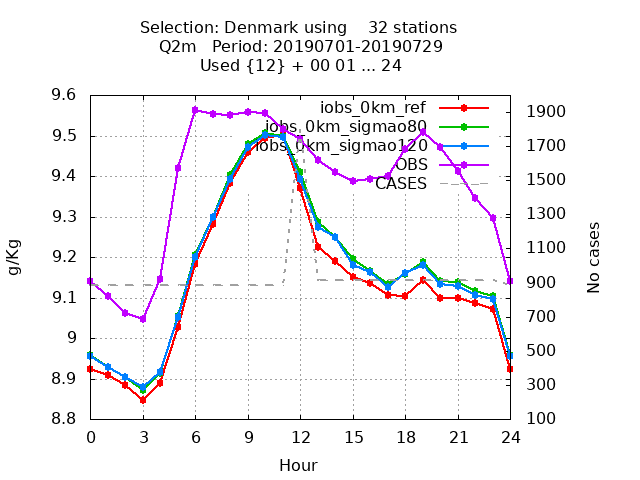 Selection: Denmark using 32 stations
Q2m Period: 20190701-20190729
Used {12} + 00 01 ... 24
iobs_0km_ref
iobs_0km_sigmao80
iobs_0km_sigmao120
OBS
CASES
g/Kg
9.6
9.5
9.4
9.3
9.2
9.1
9
8.9
8.8
1900
1700
1500
1300
1100
900
700
500
300
100
No cases
0 3 6 9 12 15 18 21 24
Hour